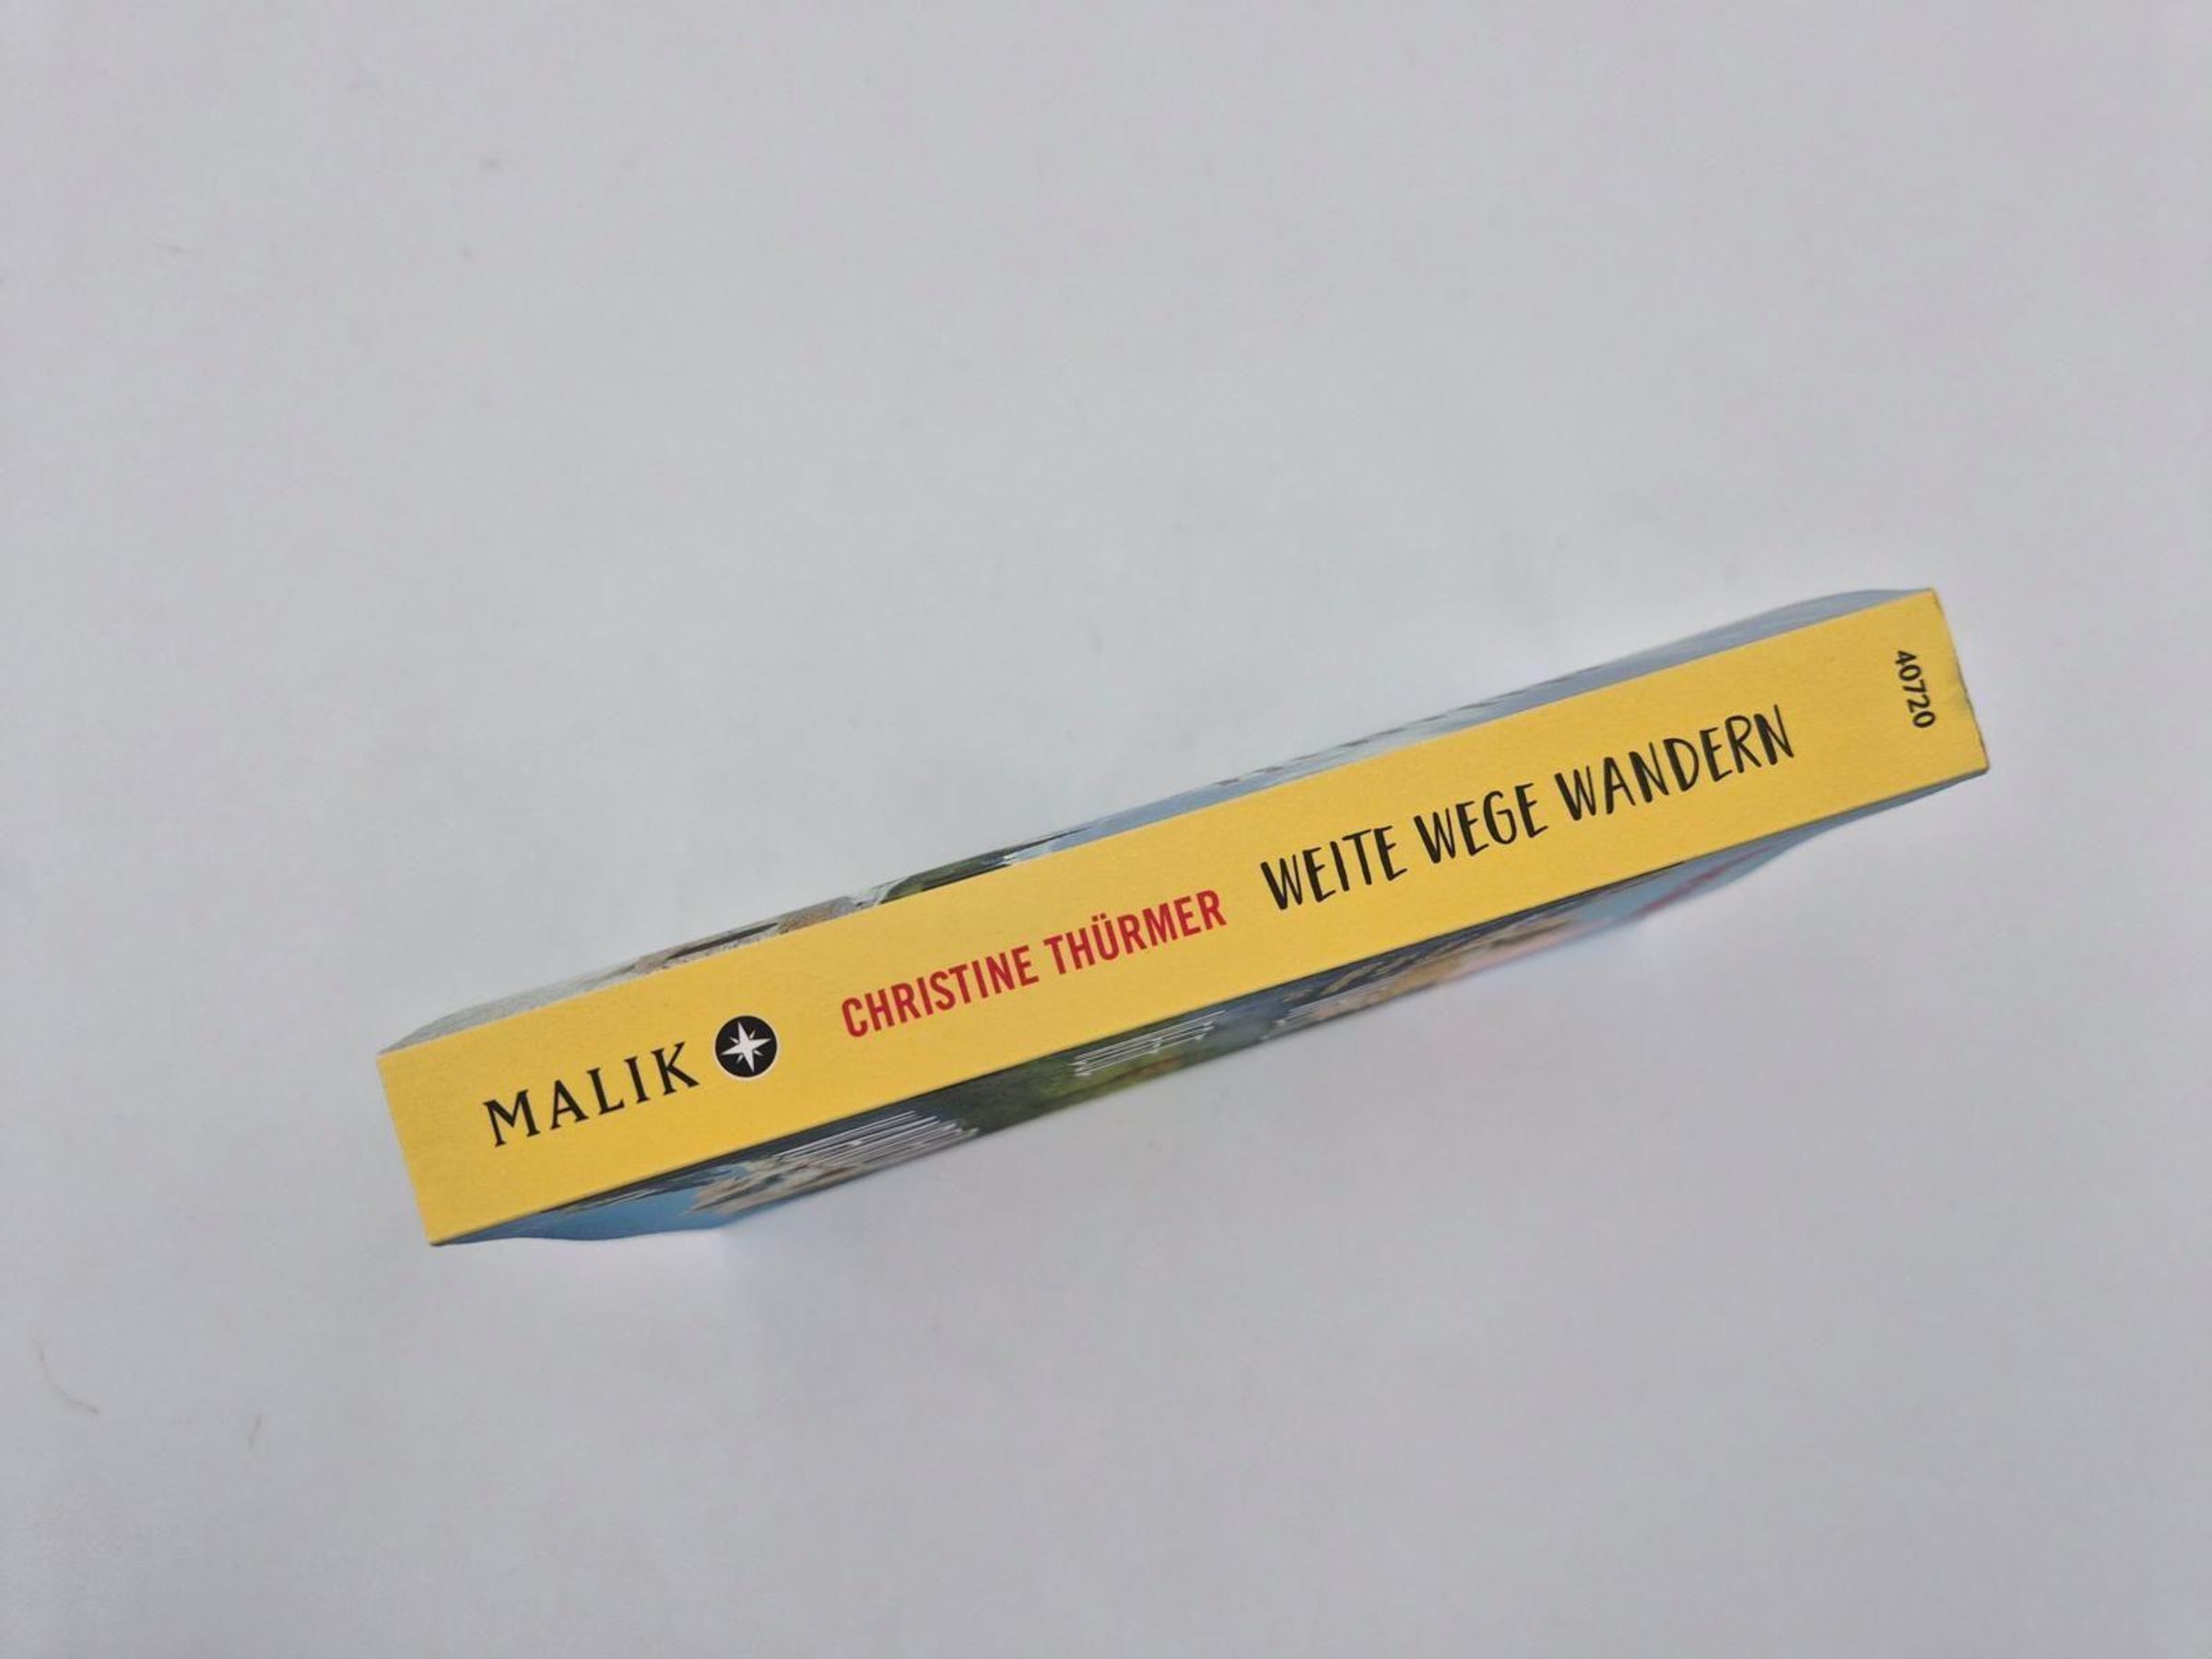 MALIK
CHRISTINE THÜRMER WEITE WEGE WANDERN
40720